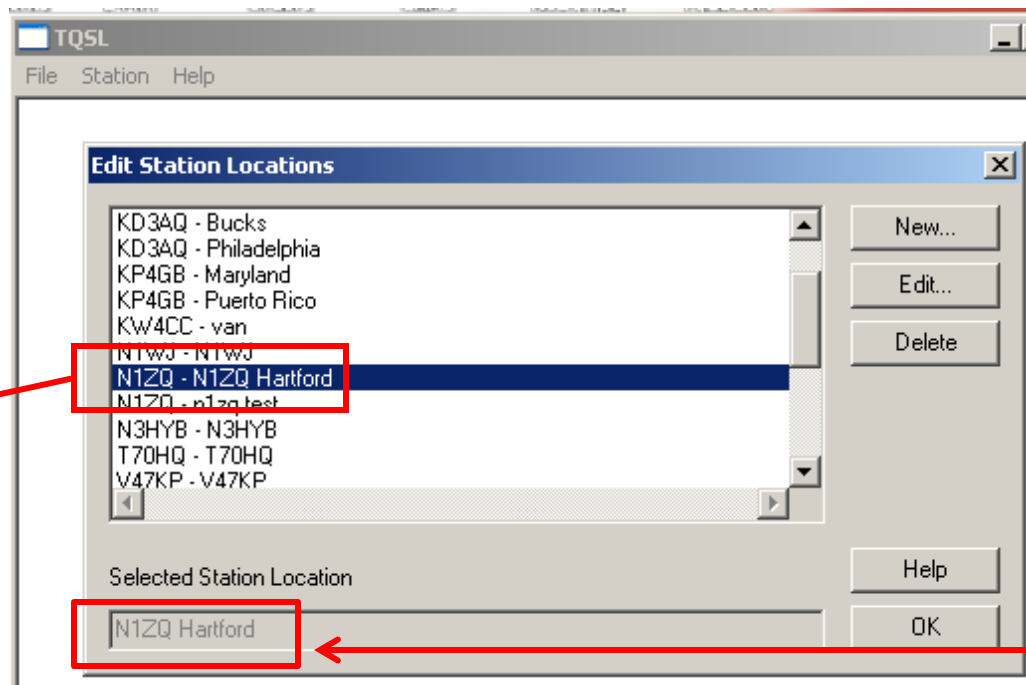 TQSL
File Station Help
Edit Station Locations
KD3AQ - Bucks
KD3AQ - Philadelphia
KP4GB - Maryland
KP4GB - Puerto Rico
KW4CC - van
N1WJ - N1WJ
N1ZQ - N1ZQ Hartford
N1ZQ - n1zq test
N3HYB - N3HYB
T70HQ - T70HQ
V47KP - V47KP
New...
Edit...
Delete
Selected Station Location
N1ZQ Hartford
Help
OK